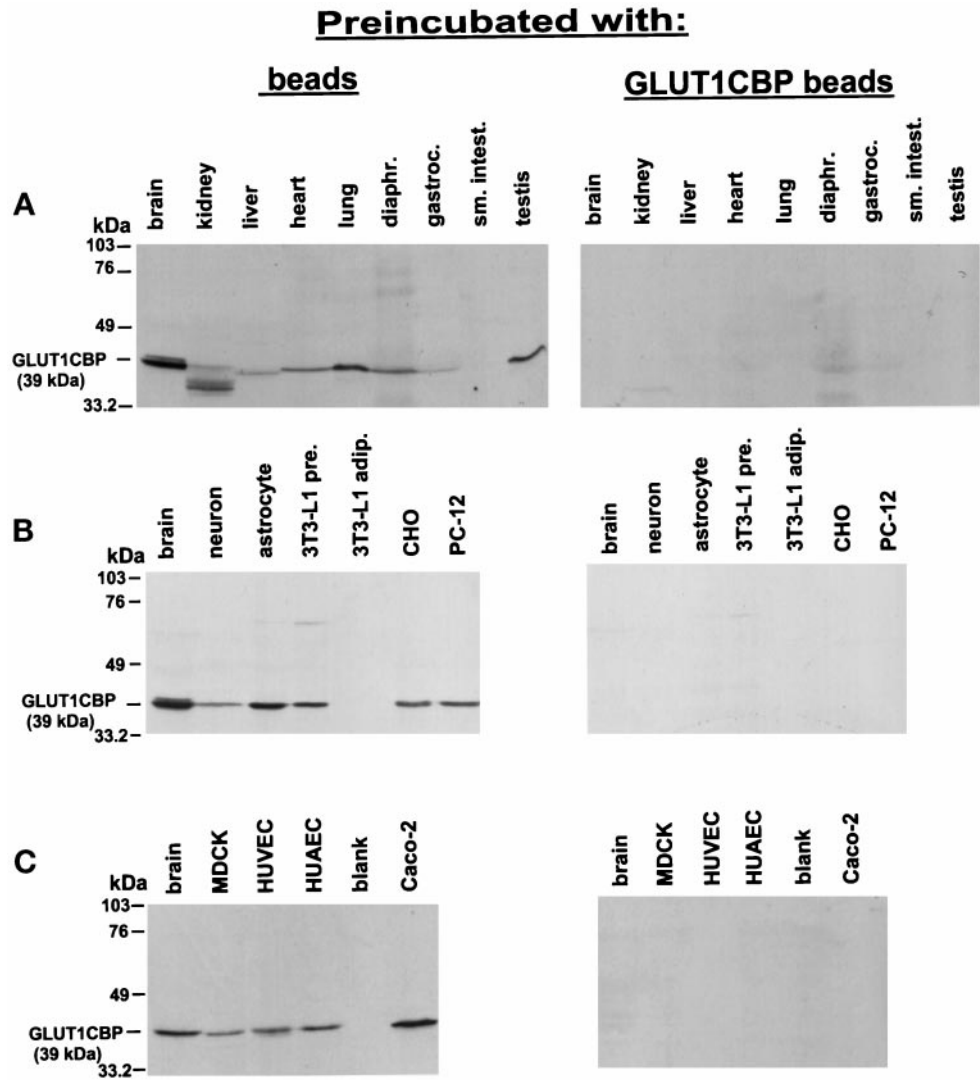 Preincubated with:
beads
GLUT1CBP beads
A
kDa
brain
kidney
liver
heart
lung
diaphr.
gastroc.
sm. intest.
testis
brain
kidney
liver
heart
lung
diaphr.
gastroc.
sm. intest.
testis
103
76
49
GLUT1CBP
(39 kDa)
33.2
B
kDa
brain
neuron
astrocyte
3T3-L1 pre.
3T3-L1 adip.
CHO
PC-12
brain
neuron
astrocyte
3T3-L1 pre.
3T3-L1 adip.
CHO
PC-12
103
76
49
GLUT1CBP
(39 kDa)
33.2
C
kDa
brain
MDCK
HUVEC
HUAEC
blank
Caco-2
brain
MDCK
HUVEC
HUAEC
blank
Caco-2
103
76
49
GLUT1CBP
(39 kDa)
33.2